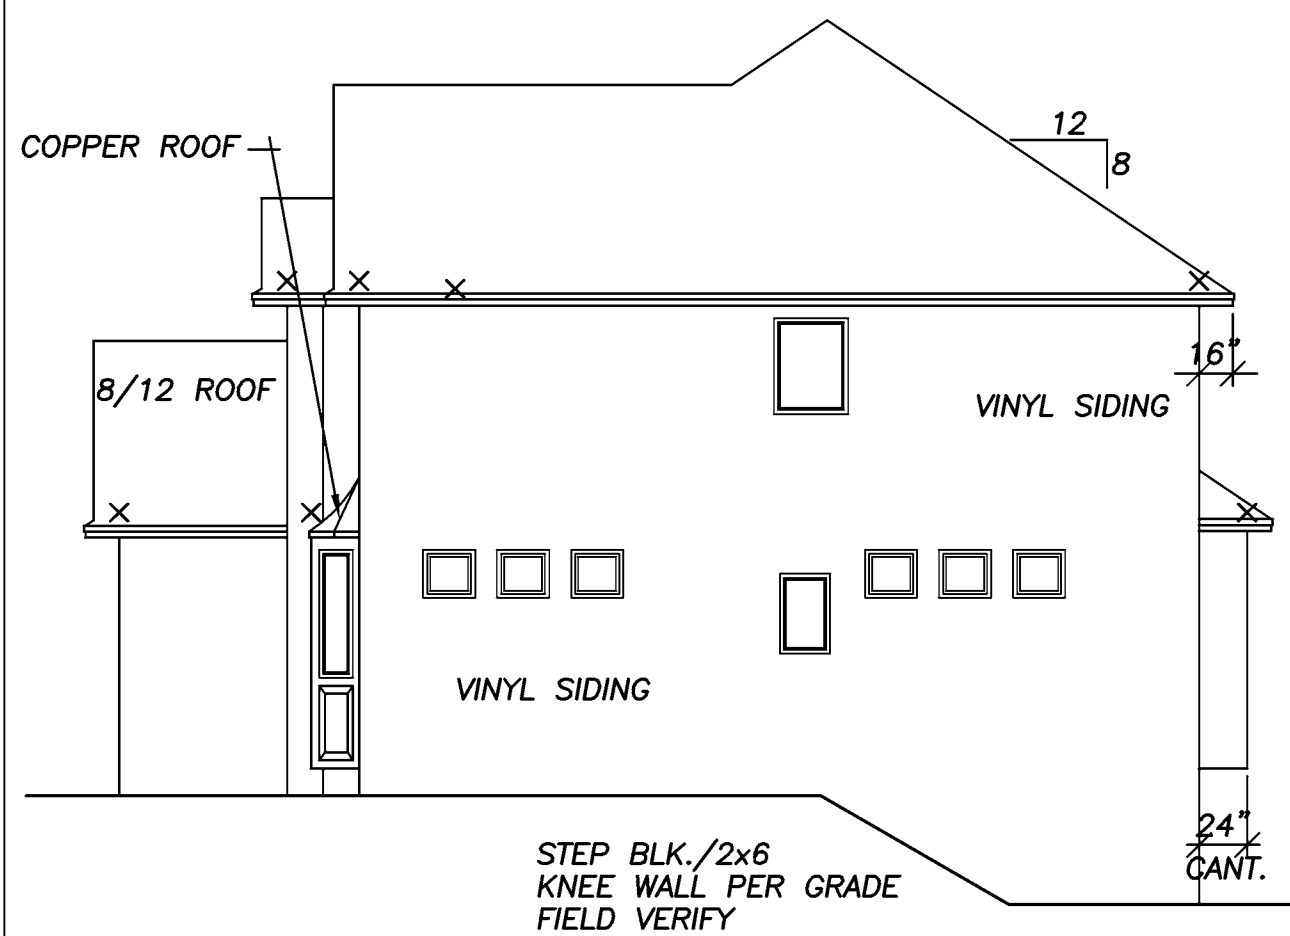 12
8
COPPER ROOF
16"
8/12 ROOF
VINYL SIDING
VINYL SIDING
24"
CANT.
STEP BLK./2x6
KNEE WALL PER GRADE
FIELD VERIFY